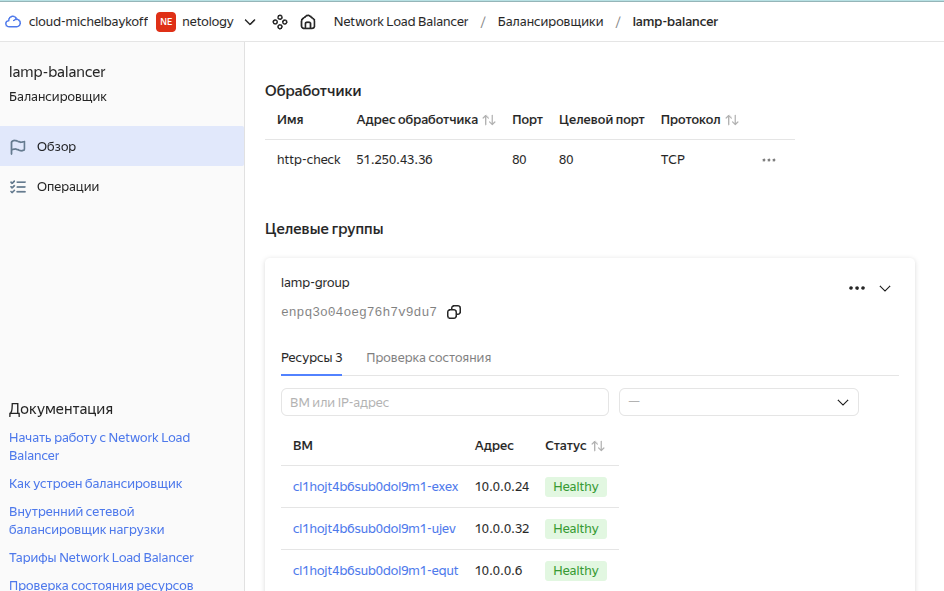 cloud-michelbaykoff NE netology Network Load Balancer / Балансировщики / lamp-balancer
lamp-balancer
Балансировщик
Обзор
Операции
Документация
Начать работу с Network Load
Balancer
Как устроен балансировщик
Внутренний сетевой
балансировщик нагрузки
Тарифы Network Load Balancer
Проверка состояния ресурсов
Обработчики
Имя Адрес обработчика Порт Целевой порт Протокол
http-check 51.250.43.36 80 80 TCP
Целевые группы
lamp-group
enpq3o04oeg76h7v9du7
Ресурсы 3 Проверка состояния
ВМ или IP-адрес —
ВМ Адрес Статус
cl1hojt4b6sub0dol9m1-exex 10.0.0.24 Healthy
cl1hojt4b6sub0dol9m1-ujev 10.0.0.32 Healthy
cl1hojt4b6sub0dol9m1-equt 10.0.0.6 Healthy